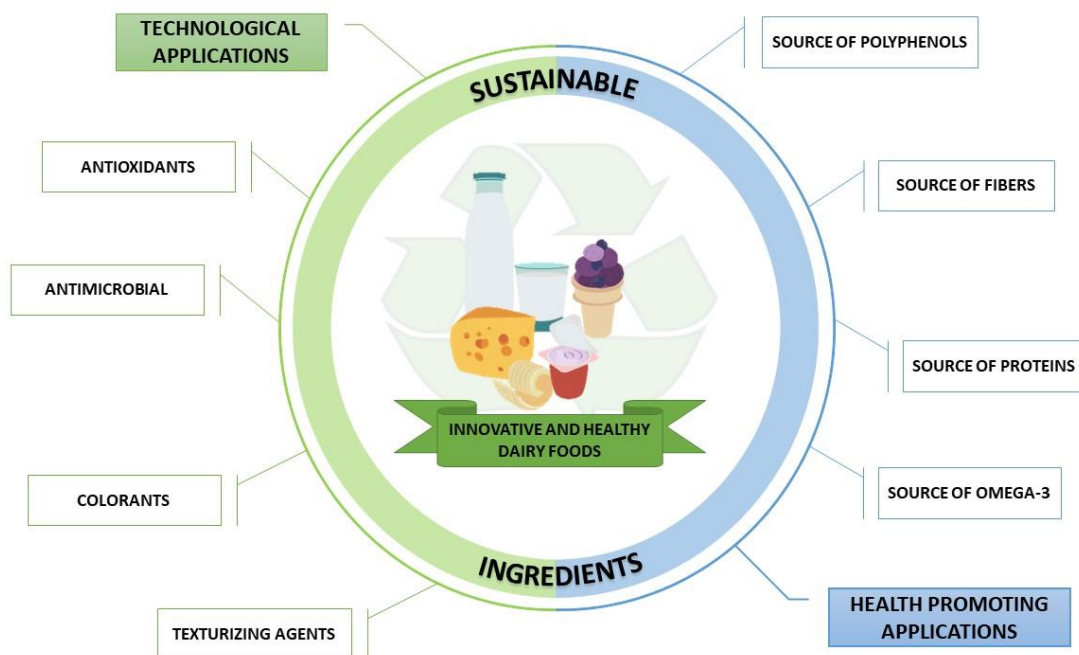 TECHNOLOGICAL
APPLICATIONS
ANTIOXIDANTS
ANTIMICROBIAL
COLORANTS
TEXTURIZING AGENTS
SUSTAINABLE
INNOVATIVE AND HEALTHY
DAIRY FOODS
INGREDIENTS
SOURCE OF POLYPHENOLS
SOURCE OF FIBERS
SOURCE OF PROTEINS
SOURCE OF OMEGA-3
HEALTH PROMOTING
APPLICATIONS